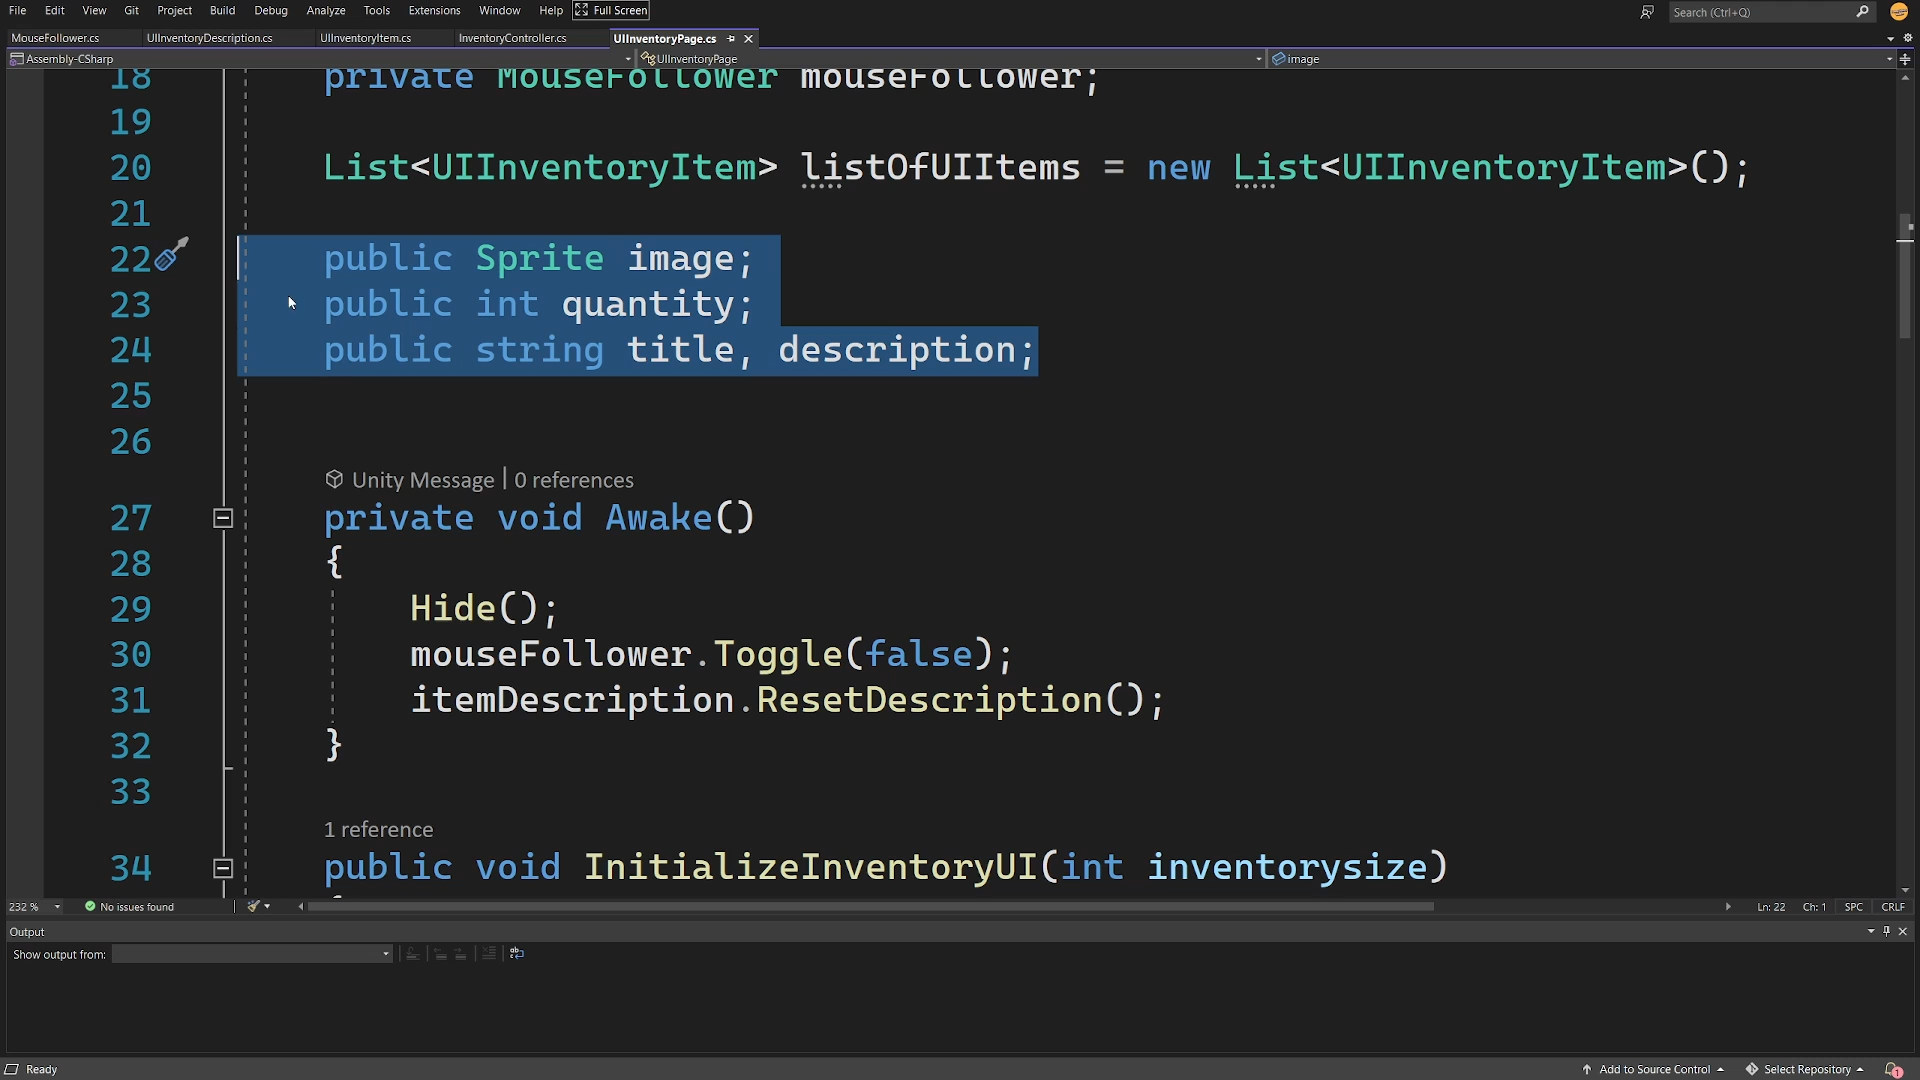 File Edit View Git Project Build Debug Analyze Tools Extensions Window Help Full Screen Search (Ctrl+Q)
MouseFollower.cs UIInventoryDescription.cs UIInventoryItem.cs InventoryController.cs UIInventoryPage.cs
Assembly-CSharp UIInventoryPage image
18 private MouseFollower mouseFollower;
19
20 List<UIInventoryItem> listOfUIItems = new List<UIInventoryItem>();
21
22 public Sprite image;
23 public int quantity;
24 public string title, description;
25
26
Unity Message | 0 references
27 private void Awake()
28 {
29 Hide();
30 mouseFollower.Toggle(false);
31 itemDescription.ResetDescription();
32 }
33
1 reference
34 public void InitializeInventoryUI(int inventorysize)
232 % No issues found Ln: 22 Ch: 1 SPC CRLF
Output
Show output from:
Ready Add to Source Control Select Repository 1